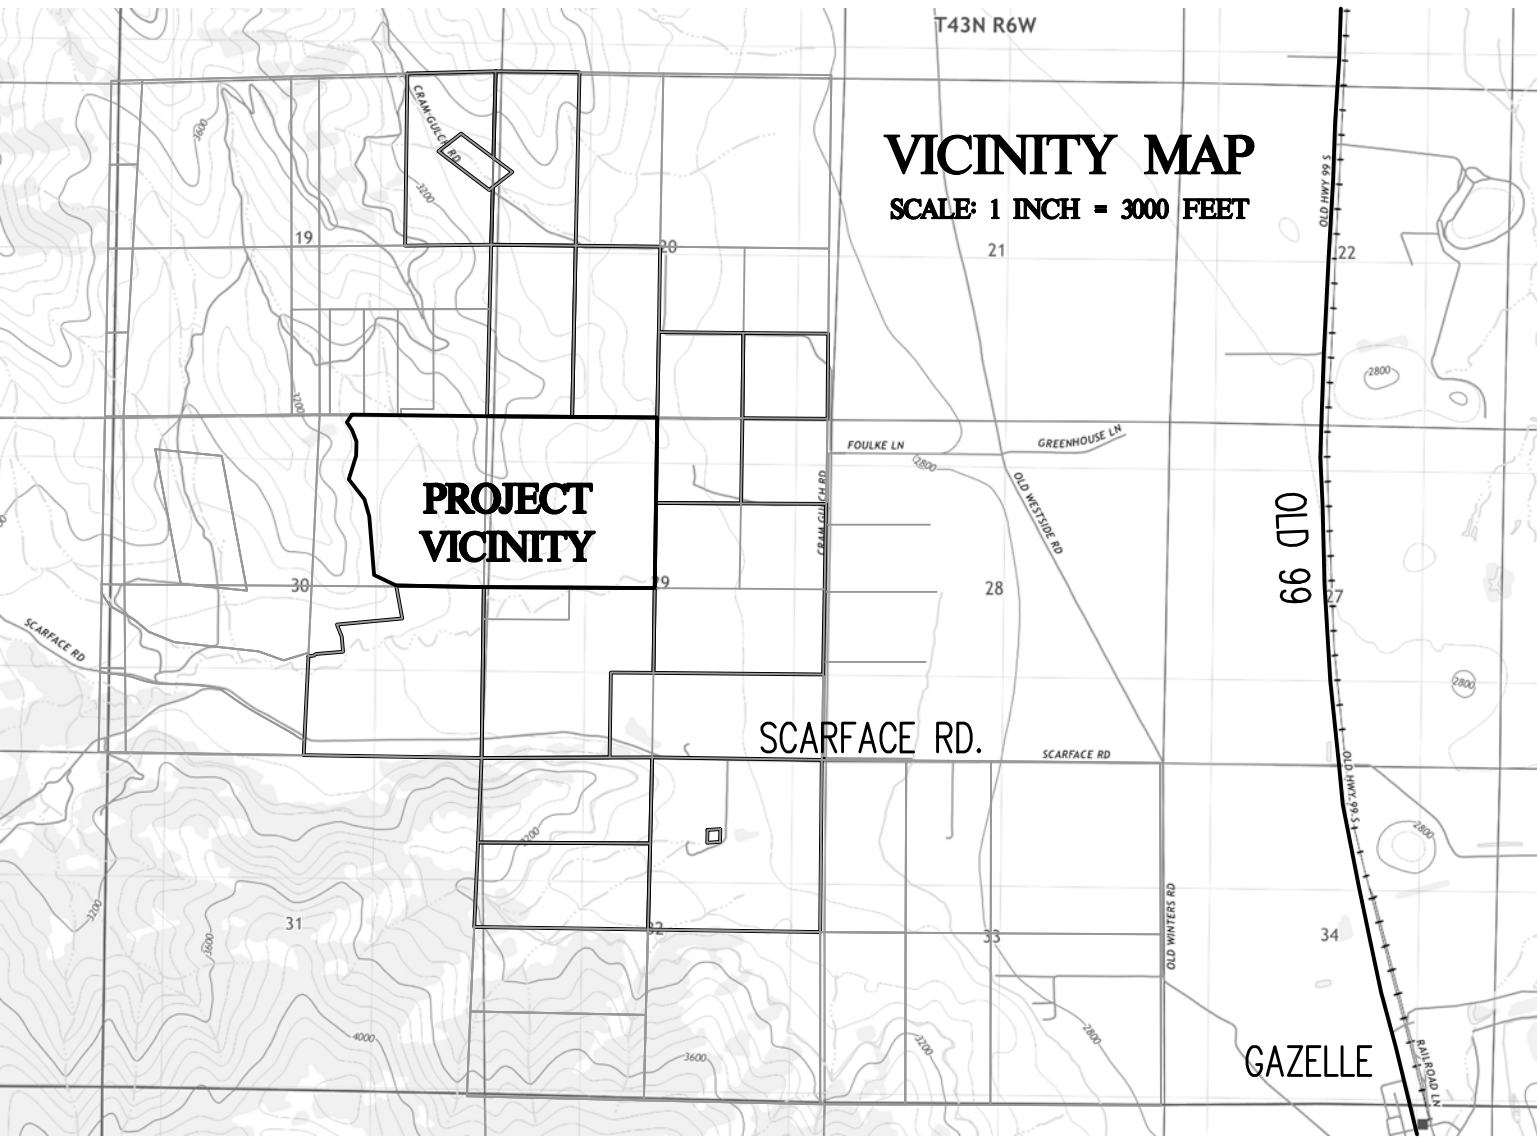 T43N R6W
VICINITY MAP
SCALE: 1 INCH = 3000 FEET
CRAM GULCH RD
3600
3200
19
20
21
22
OLD HWY 99 S
2800
3200
FOULKE LN
GREENHOUSE LN
2800
OLD WESTSIDE RD
CRAM GULCH RD
PROJECT
VICINITY
OLD 99
30
29
28
27
SCARFACE RD
2800
SCARFACE RD.
SCARFACE RD
OLD HWY 99 S
3200
2800
3200
3600
31
32
33
34
OLD WINTERS RD
4000
3600
3200
2800
GAZELLE
RAILROAD LN